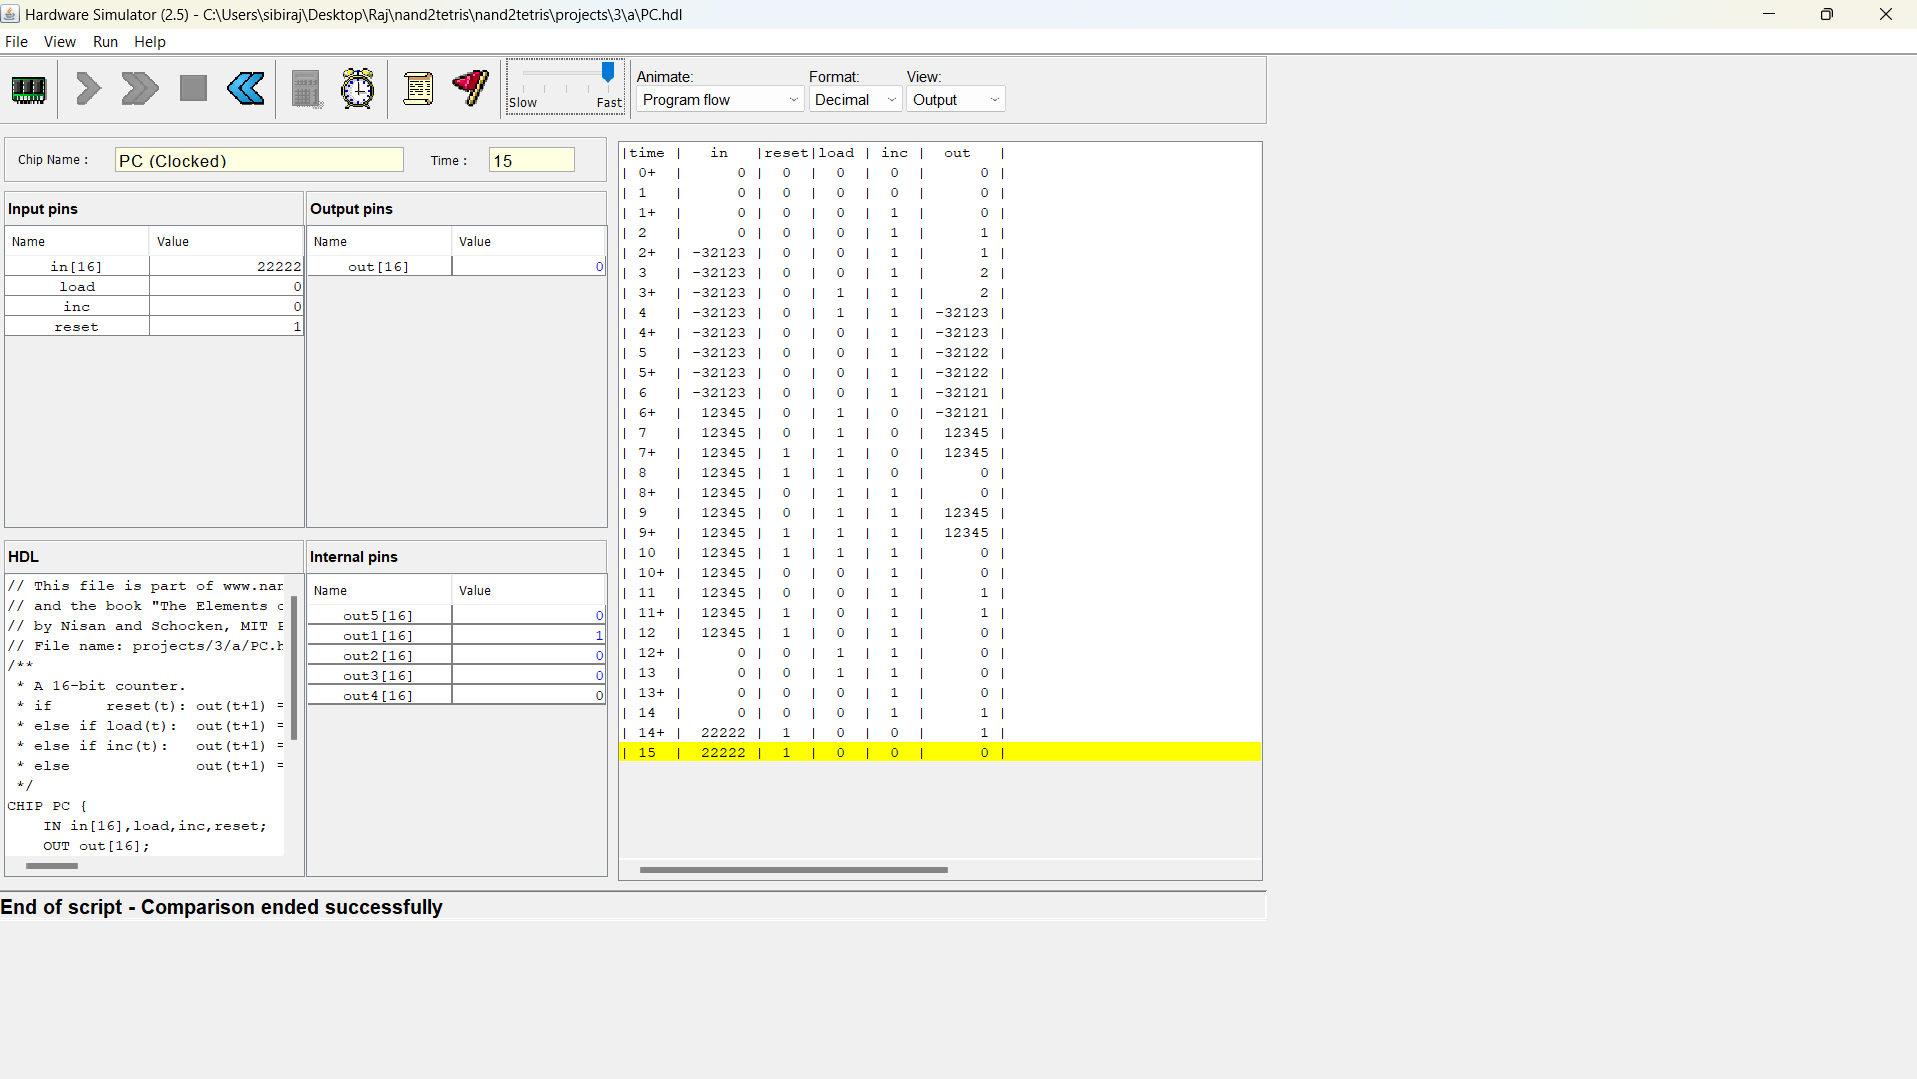 Hardware Simulator (2.5) - C:\Users\sibiraj\Desktop\Raj\nand2tetris\nand2tetris\projects\3\a\PC.hdl
File View Run Help
Slow Fast
Animate: Format: View:
Program flow Decimal Output
Chip Name : PC (Clocked) Time : 15
Input pins
Name Value
in[16] 22222
load 0
inc 0
reset 1
Output pins
Name Value
out[16] 0
HDL
// This file is part of www.nan
// and the book "The Elements o
// by Nisan and Schocken, MIT P
// File name: projects/3/a/PC.h
/**
* A 16-bit counter.
* if reset(t): out(t+1) =
* else if load(t): out(t+1) =
* else if inc(t): out(t+1) =
* else out(t+1) =
*/
CHIP PC {
IN in[16],load,inc,reset;
OUT out[16];
Internal pins
Name Value
out5[16] 0
out1[16] 1
out2[16] 0
out3[16] 0
out4[16] 0
|time | in |reset|load | inc | out |
| 0+ | 0 | 0 | 0 | 0 | 0 |
| 1 | 0 | 0 | 0 | 0 | 0 |
| 1+ | 0 | 0 | 0 | 1 | 0 |
| 2 | 0 | 0 | 0 | 1 | 1 |
| 2+ | -32123 | 0 | 0 | 1 | 1 |
| 3 | -32123 | 0 | 0 | 1 | 2 |
| 3+ | -32123 | 0 | 1 | 1 | 2 |
| 4 | -32123 | 0 | 1 | 1 | -32123 |
| 4+ | -32123 | 0 | 0 | 1 | -32123 |
| 5 | -32123 | 0 | 0 | 1 | -32122 |
| 5+ | -32123 | 0 | 0 | 1 | -32122 |
| 6 | -32123 | 0 | 0 | 1 | -32121 |
| 6+ | 12345 | 0 | 1 | 0 | -32121 |
| 7 | 12345 | 0 | 1 | 0 | 12345 |
| 7+ | 12345 | 1 | 1 | 0 | 12345 |
| 8 | 12345 | 1 | 1 | 0 | 0 |
| 8+ | 12345 | 0 | 1 | 1 | 0 |
| 9 | 12345 | 0 | 1 | 1 | 12345 |
| 9+ | 12345 | 1 | 1 | 1 | 12345 |
| 10 | 12345 | 1 | 1 | 1 | 0 |
| 10+ | 12345 | 0 | 0 | 1 | 0 |
| 11 | 12345 | 0 | 0 | 1 | 1 |
| 11+ | 12345 | 1 | 0 | 1 | 1 |
| 12 | 12345 | 1 | 0 | 1 | 0 |
| 12+ | 0 | 0 | 1 | 1 | 0 |
| 13 | 0 | 0 | 1 | 1 | 0 |
| 13+ | 0 | 0 | 0 | 1 | 0 |
| 14 | 0 | 0 | 0 | 1 | 1 |
| 14+ | 22222 | 1 | 0 | 0 | 1 |
| 15 | 22222 | 1 | 0 | 0 | 0 |
End of script - Comparison ended successfully